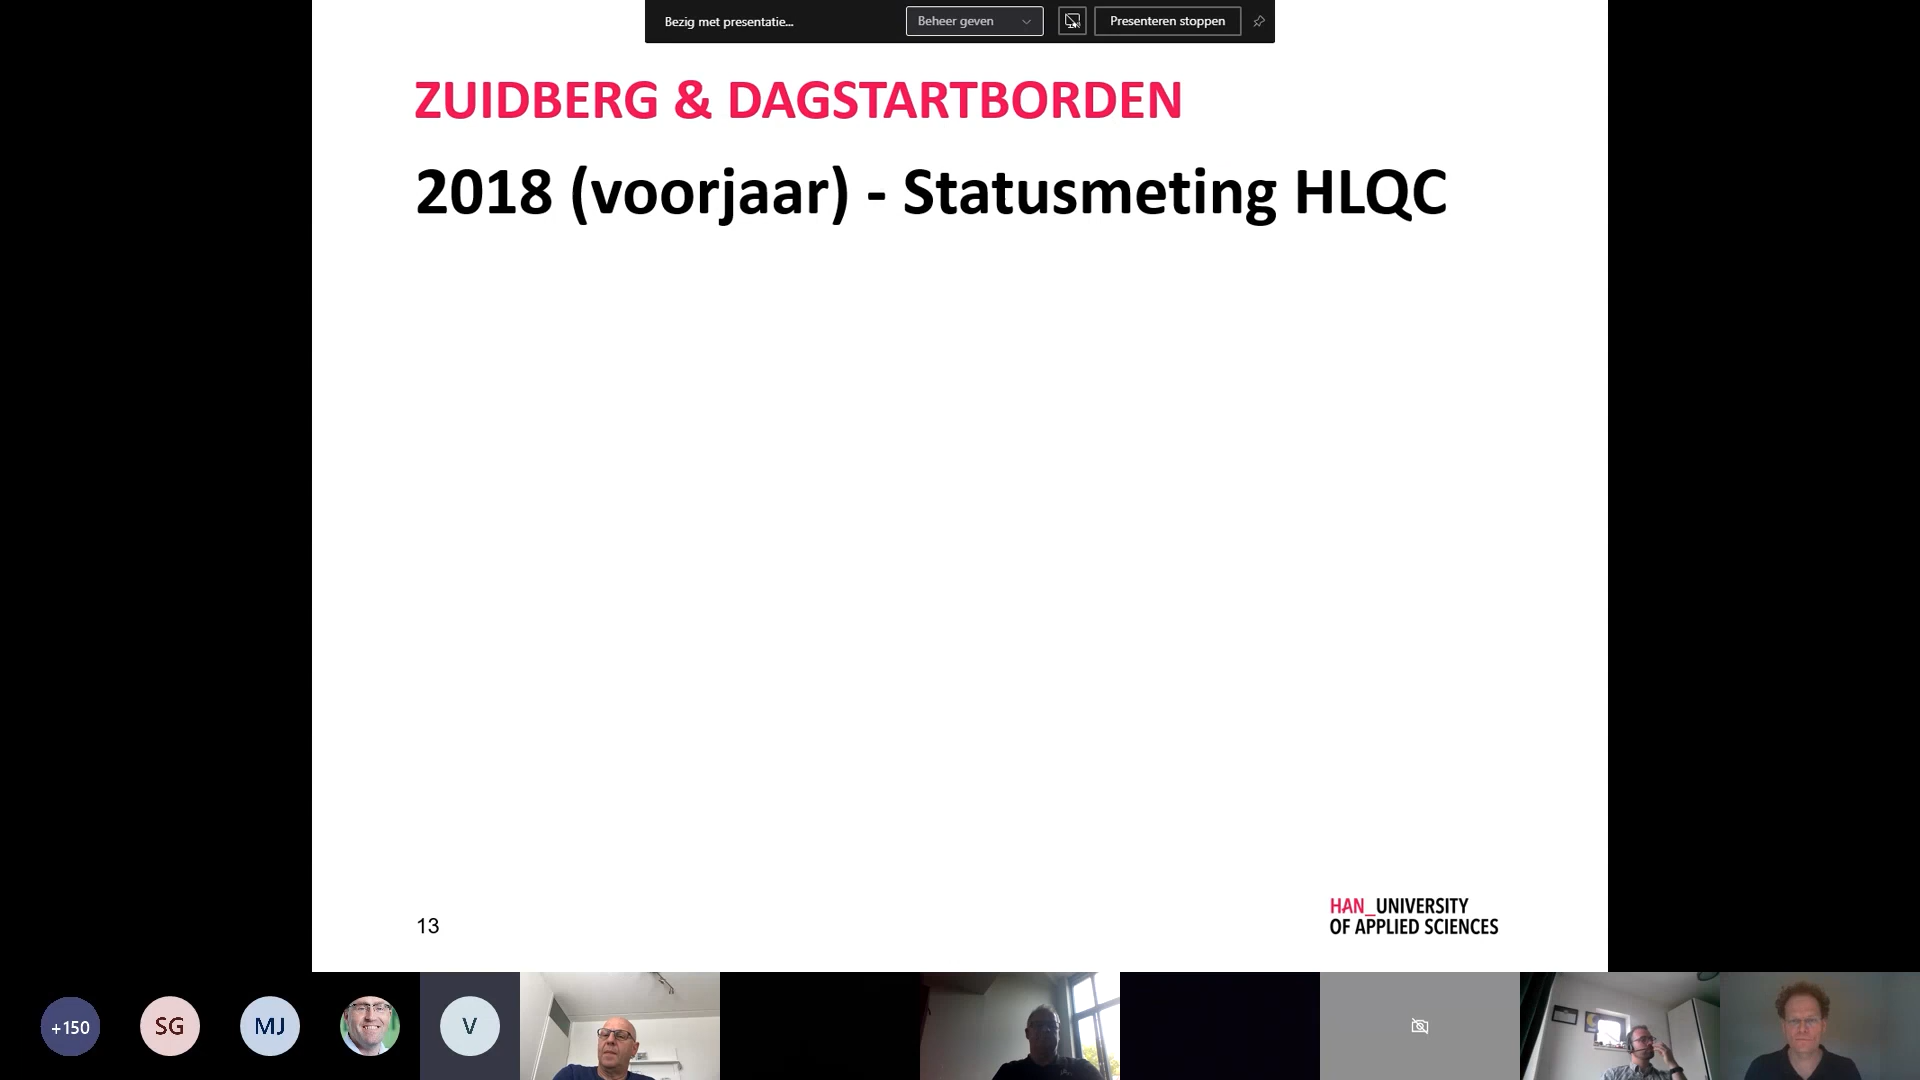 Bezig met presentatie...
Beheer geven
Presenteren stoppen
ZUIDBERG & DAGSTARTBORDEN
2018 (voorjaar) - Statusmeting HLQC
13
HAN_UNIVERSITY
OF APPLIED SCIENCES
+150
SG
MJ
V